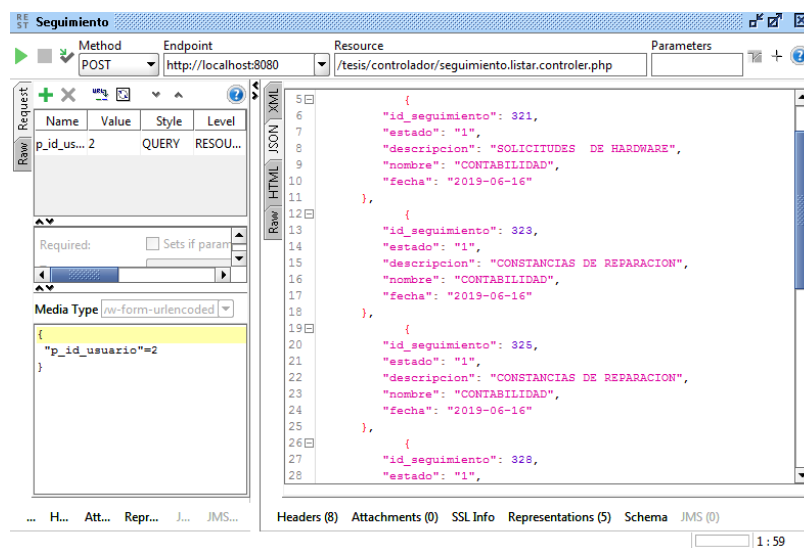 RE ST Seguimiento
Method Endpoint Resource Parameters
POST http://localhost:8080 /tesis/controlador/seguimiento.listar.controler.php
Request
Raw
Name Value Style Level
p_id_us... 2 QUERY RESOU...
Required: Sets if param
Media Type /w-form-urlencoded
{
"p_id_usuario"=2
}
... H... Att... Repr... J... JMS...
XML
JSON
HTML
Raw
5 {
6 "id_seguimiento": 321,
7 "estado": "1",
8 "descripcion": "SOLICITUDES  DE HARDWARE",
9 "nombre": "CONTABILIDAD",
10 "fecha": "2019-06-16"
11 },
12 {
13 "id_seguimiento": 323,
14 "estado": "1",
15 "descripcion": "CONSTANCIAS DE REPARACION",
16 "nombre": "CONTABILIDAD",
17 "fecha": "2019-06-16"
18 },
19 {
20 "id_seguimiento": 325,
21 "estado": "1",
22 "descripcion": "CONSTANCIAS DE REPARACION",
23 "nombre": "CONTABILIDAD",
24 "fecha": "2019-06-16"
25 },
26 {
27 "id_seguimiento": 328,
28 "estado": "1",
Headers (8) Attachments (0) SSL Info Representations (5) Schema JMS (0)
1 : 59